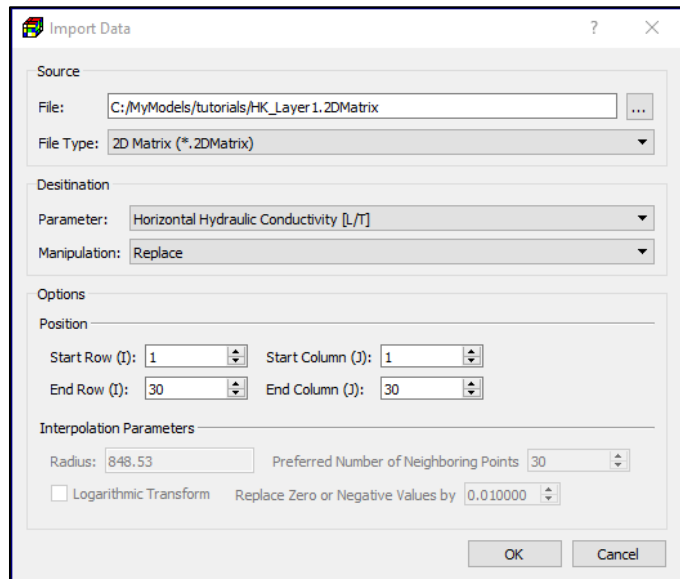 Import Data ?
Source
File: C:/MyModels/tutorials/HK_Layer1.2DMatrix ...
File Type: 2D Matrix (*.2DMatrix)
Desitination
Parameter: Horizontal Hydraulic Conductivity [L/T]
Manipulation: Replace
Options
Position
Start Row (I): 1 Start Column (J): 1
End Row (I): 30 End Column (J): 30
Interpolation Parameters
Radius: 848.53 Preferred Number of Neighboring Points 30
Logarithmic Transform Replace Zero or Negative Values by 0.010000
OK Cancel